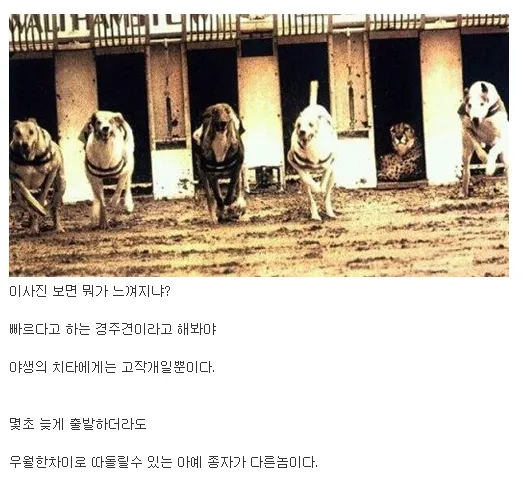 WALTHAMSTOW
이사진 보면 뭐가 느껴지냐?
빠르다고 하는 경주견이라고 해봐야
야생의 치타에게는 고작개일뿐이다.
몇초 늦게 출발하더라도
우월한차이로 따돌릴수 있는 아예 종자가 다른놈이다.